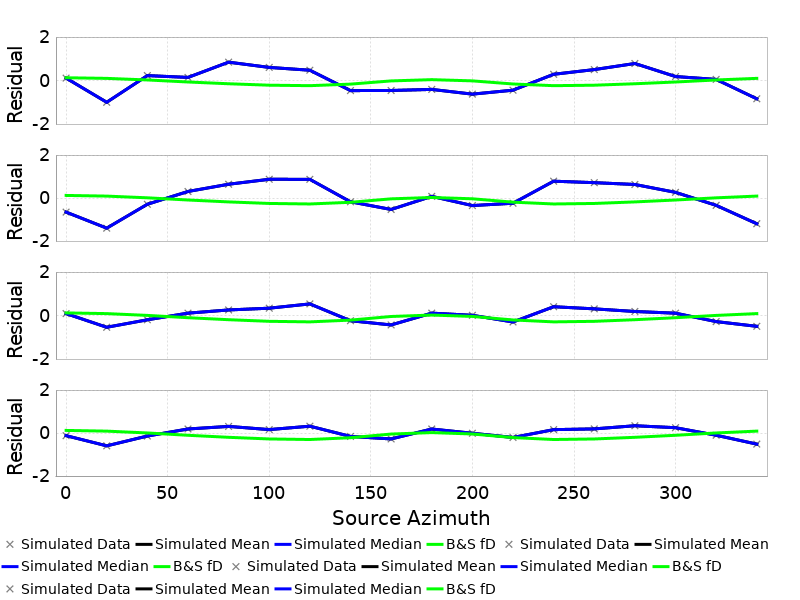 2
Residual
0
-2
2
Residual
0
-2
2
Residual
0
-2
2
Residual
0
-2
0 50 100 150 200 250 300
Source Azimuth
× Simulated Data Simulated Mean Simulated Median B&S fD × Simulated Data Simulated Mean
Simulated Median B&S fD × Simulated Data Simulated Mean Simulated Median B&S fD
× Simulated Data Simulated Mean Simulated Median B&S fD